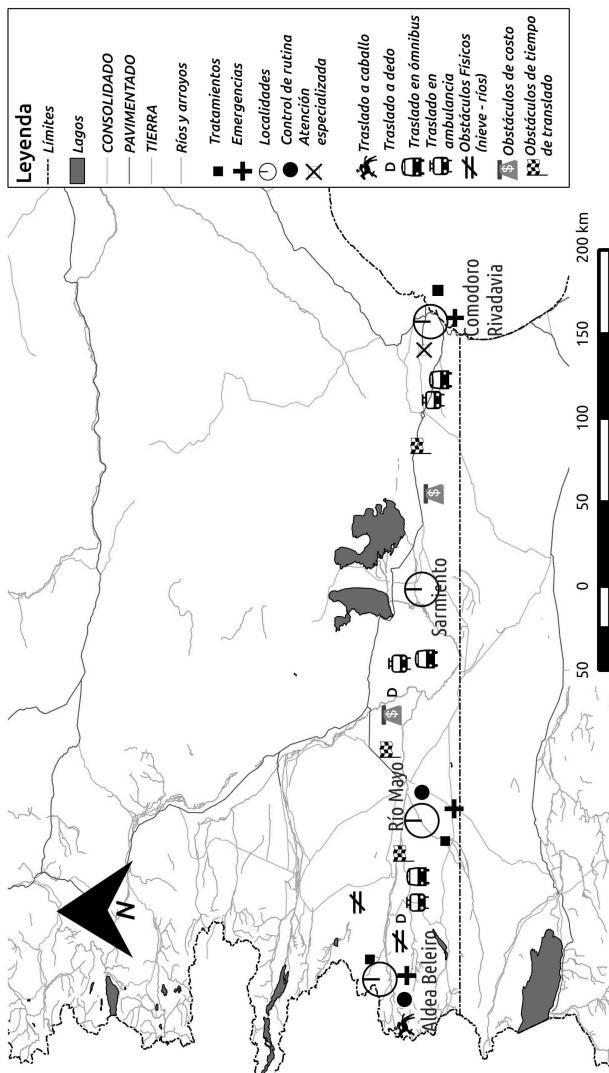 Leyenda
Límites
Lagos
CONSOLIDADO
PAVIMENTADO
TIERRA
Ríos y arroyos
Tratamientos
Emergencias
Localidades
Control de rutina
Atención
especializada
Traslado a caballo
D Traslado a dedo
Traslado en ómnibus
Traslado en
ambulancia
Obstáculos Físicos
(nieve - ríos)
$ Obstáculos de costo
Obstáculos de tiempo
de translado
N
D
Aldea Beleiro
Río Mayo
$
D
Sarmiento
$
Comodoro
Rivadavia
50 0 50 100 150 200 km